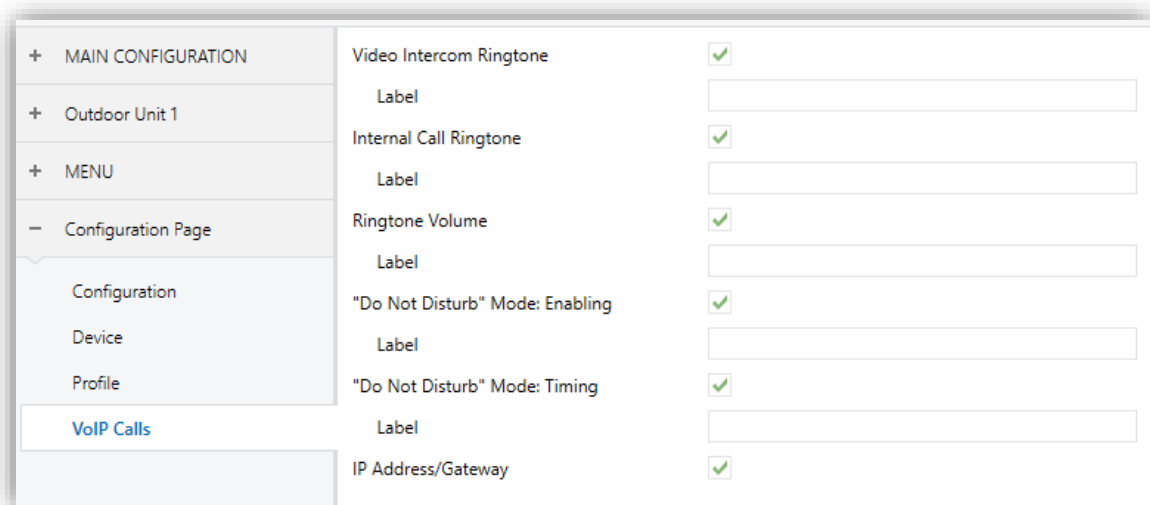 + MAIN CONFIGURATION
+ Outdoor Unit 1
+ MENU
− Configuration Page
Configuration
Device
Profile
VoIP Calls
Video Intercom Ringtone
Label
Internal Call Ringtone
Label
Ringtone Volume
Label
"Do Not Disturb" Mode: Enabling
Label
"Do Not Disturb" Mode: Timing
Label
IP Address/Gateway